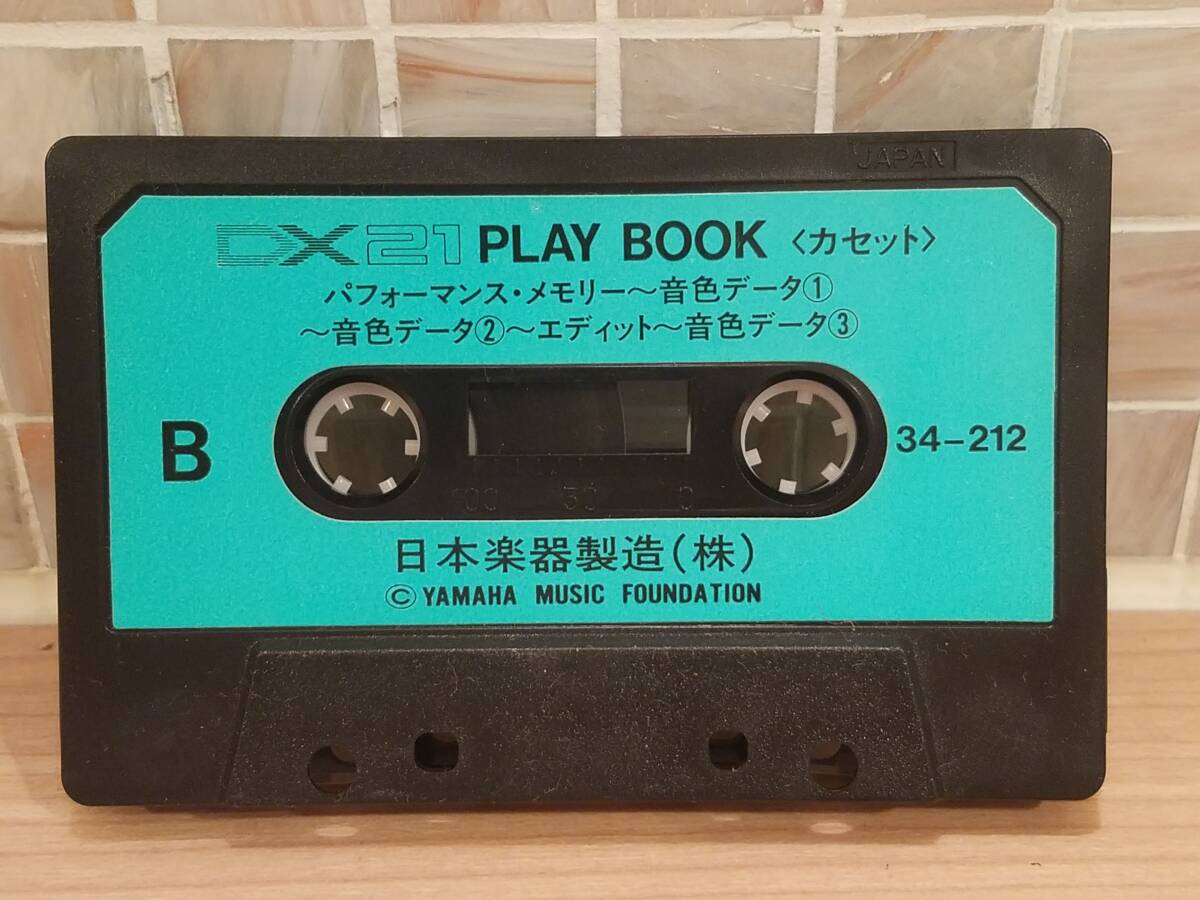 JAPAN
DX21 PLAY BOOK〈カセット〉
パフォーマンス・メモリー〜音色データ①
〜音色データ②〜エディット〜音色データ③
B
34-212
100 50 0
日本楽器製造(株)
© YAMAHA MUSIC FOUNDATION